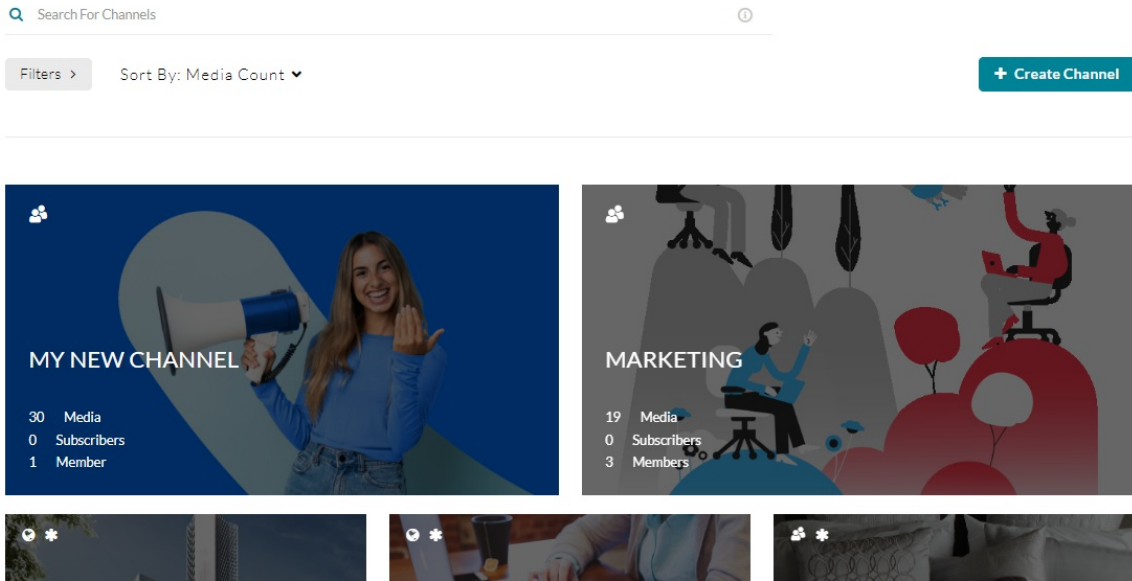 Search For Channels
Filters >
Sort By: Media Count
+ Create Channel
MY NEW CHANNEL
30 Media
0 Subscribers
1 Member
MARKETING
19 Media
0 Subscribers
3 Members